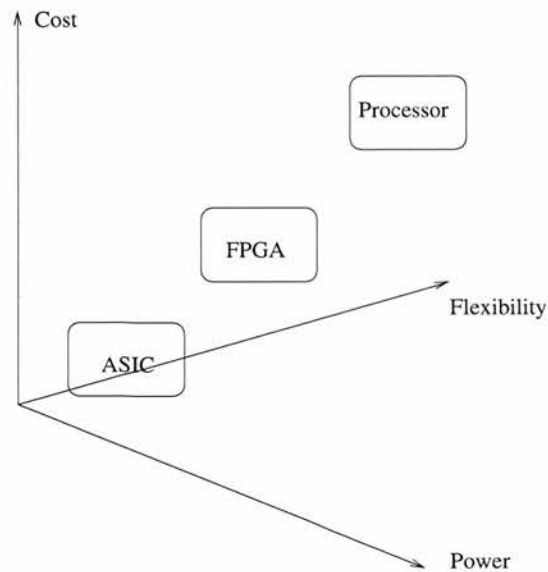 Cost
Processor
FPGA
Flexibility
ASIC
Power